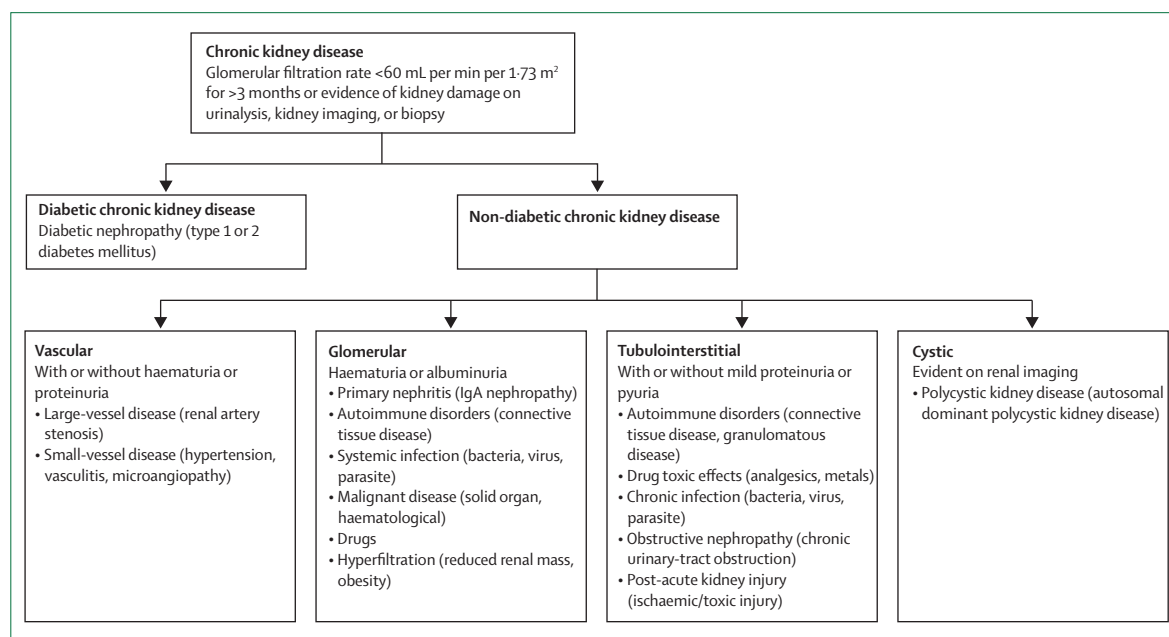 Chronic kidney disease
Glomerular filtration rate <60 mL per min per 1·73 m²
for >3 months or evidence of kidney damage on
urinalysis, kidney imaging, or biopsy
Diabetic chronic kidney disease
Diabetic nephropathy (type 1 or 2
diabetes mellitus)
Non-diabetic chronic kidney disease
Vascular
With or without haematuria or
proteinuria
• Large-vessel disease (renal artery
stenosis)
• Small-vessel disease (hypertension,
vasculitis, microangiopathy)
Glomerular
Haematuria or albuminuria
• Primary nephritis (IgA nephropathy)
• Autoimmune disorders (connective
tissue disease)
• Systemic infection (bacteria, virus,
parasite)
• Malignant disease (solid organ,
haematological)
• Drugs
• Hyperfiltration (reduced renal mass,
obesity)
Tubulointerstitial
With or without mild proteinuria or
pyuria
• Autoimmune disorders (connective
tissue disease, granulomatous
disease)
• Drug toxic effects (analgesics, metals)
• Chronic infection (bacteria, virus,
parasite)
• Obstructive nephropathy (chronic
urinary-tract obstruction)
• Post-acute kidney injury
(ischaemic/toxic injury)
Cystic
Evident on renal imaging
• Polycystic kidney disease (autosomal
dominant polycystic kidney disease)